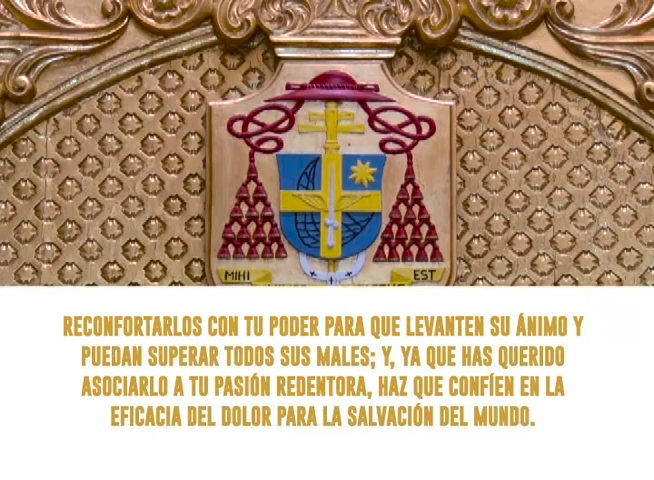 MIHI
EST
RECONFORTARLOS CON TU PODER PARA QUE LEVANTEN SU ÁNIMO Y
PUEDAN SUPERAR TODOS SUS MALES; Y, YA QUE HAS QUERIDO
ASOCIARLO A TU PASIÓN REDENTORA, HAZ QUE CONFÍEN EN LA
EFICACIA DEL DOLOR PARA LA SALVACIÓN DEL MUNDO.